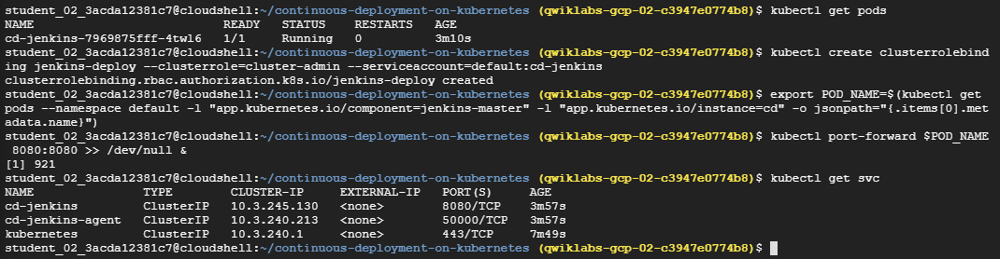 student_02_3acda12381c7@cloudshell:~/continuous-deployment-on-kubernetes (qwiklabs-gcp-02-c3947e0774b8)$ kubectl get pods
NAME                          READY   STATUS    RESTARTS   AGE
cd-jenkins-7969875fff-4twl6   1/1     Running   0          3m10s
student_02_3acda12381c7@cloudshell:~/continuous-deployment-on-kubernetes (qwiklabs-gcp-02-c3947e0774b8)$ kubectl create clusterrolebind
ing jenkins-deploy --clusterrole=cluster-admin --serviceaccount=default:cd-jenkins
clusterrolebinding.rbac.authorization.k8s.io/jenkins-deploy created
student_02_3acda12381c7@cloudshell:~/continuous-deployment-on-kubernetes (qwiklabs-gcp-02-c3947e0774b8)$ export POD_NAME=$(kubectl get
pods --namespace default -l "app.kubernetes.io/component=jenkins-master" -l "app.kubernetes.io/instance=cd" -o jsonpath="{.items[0].met
adata.name}")
student_02_3acda12381c7@cloudshell:~/continuous-deployment-on-kubernetes (qwiklabs-gcp-02-c3947e0774b8)$ kubectl port-forward $POD_NAME
 8080:8080 >> /dev/null &
[1] 921
student_02_3acda12381c7@cloudshell:~/continuous-deployment-on-kubernetes (qwiklabs-gcp-02-c3947e0774b8)$ kubectl get svc
NAME               TYPE        CLUSTER-IP     EXTERNAL-IP   PORT(S)     AGE
cd-jenkins         ClusterIP   10.3.245.130   <none>        8080/TCP    3m57s
cd-jenkins-agent   ClusterIP   10.3.240.213   <none>        50000/TCP   3m57s
kubernetes         ClusterIP   10.3.240.1     <none>        443/TCP     7m49s
student_02_3acda12381c7@cloudshell:~/continuous-deployment-on-kubernetes (qwiklabs-gcp-02-c3947e0774b8)$